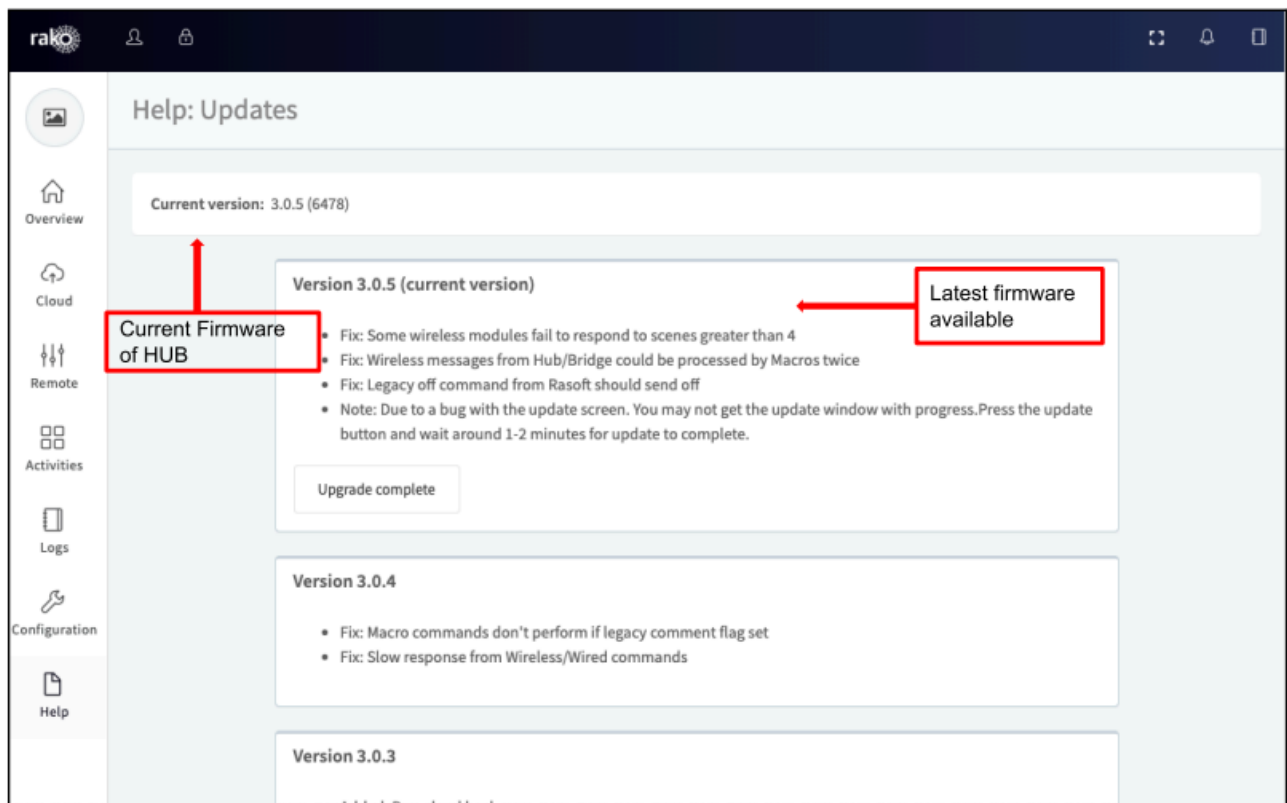 rako
Help: Updates
Overview
Cloud
Remote
Activities
Logs
Configuration
Help
Current version: 3.0.5 (6478)
Current Firmware
of HUB
Latest firmware
available
Version 3.0.5 (current version)
• Fix: Some wireless modules fail to respond to scenes greater than 4
• Fix: Wireless messages from Hub/Bridge could be processed by Macros twice
• Fix: Legacy off command from Rasoft should send off
• Note: Due to a bug with the update screen. You may not get the update window with progress.Press the update
button and wait around 1-2 minutes for update to complete.
Upgrade complete
Version 3.0.4
• Fix: Macro commands don't perform if legacy comment flag set
• Fix: Slow response from Wireless/Wired commands
Version 3.0.3